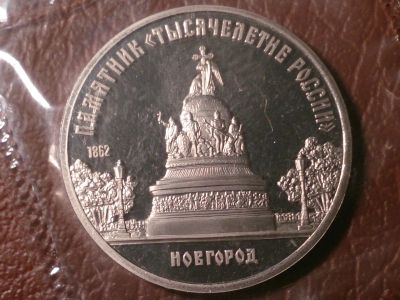 ПАМЯТНИК «ТЫСЯЧЕЛЕТИЕ РОССИИ»
1862
НОВГОРОД